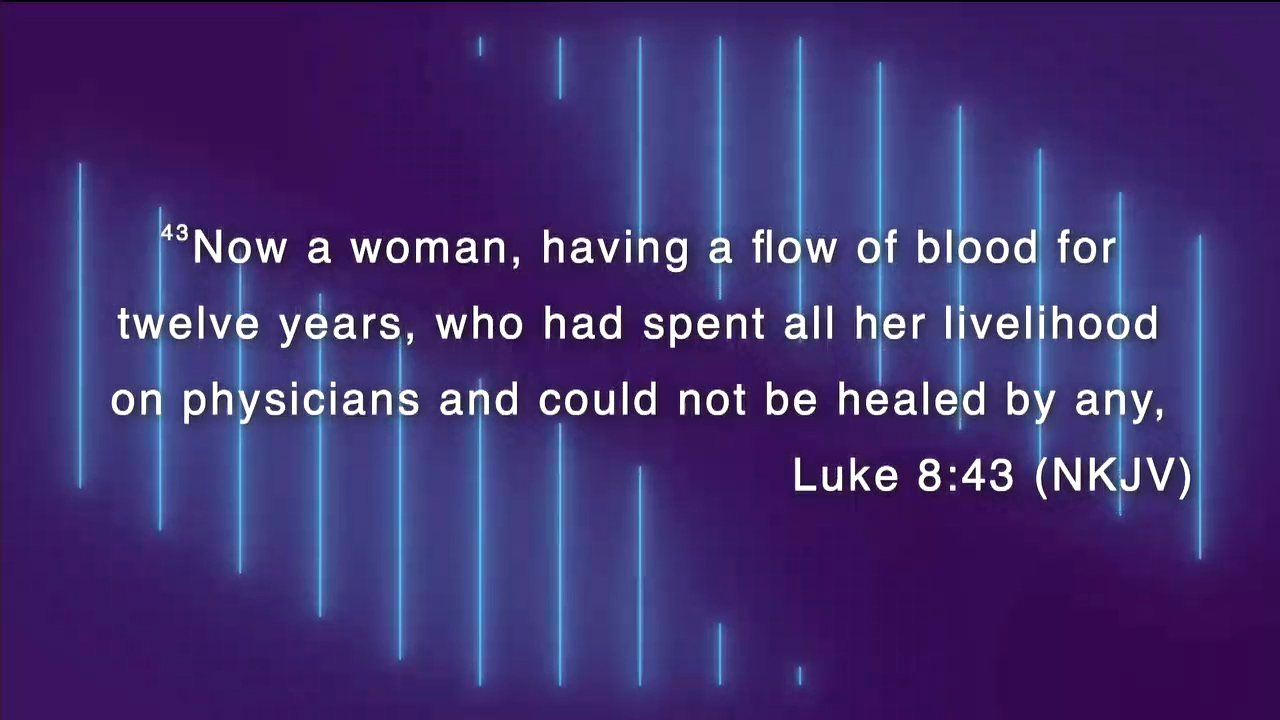 43Now a woman, having a flow of blood for
twelve years, who had spent all her livelihood
on physicians and could not be healed by any,
Luke 8:43 (NKJV)